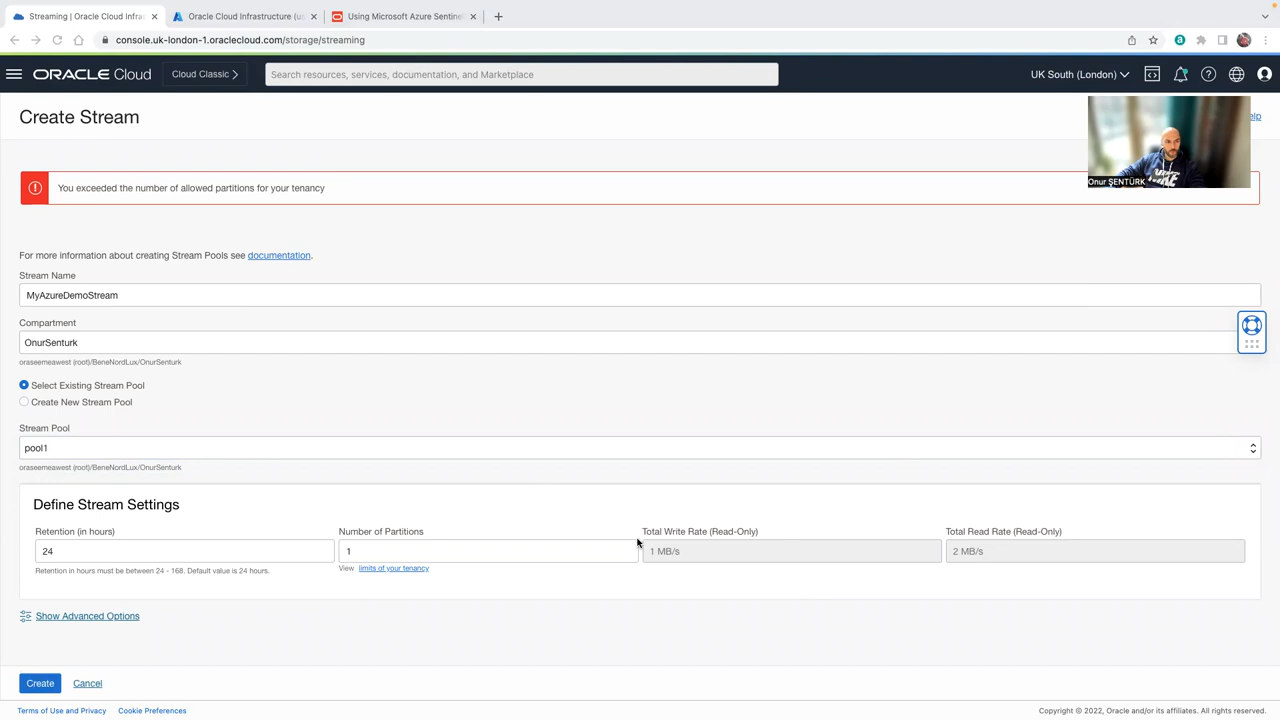 Streaming | Oracle Cloud Infras
Oracle Cloud Infrastructure (us
Using Microsoft Azure Sentinel
console.uk-london-1.oraclecloud.com/storage/streaming
ORACLE Cloud
Cloud Classic
Search resources, services, documentation, and Marketplace
UK South (London)
Create Stream
elp
Onur ŞENTÜRK
You exceeded the number of allowed partitions for your tenancy
For more information about creating Stream Pools see documentation.
Stream Name
MyAzureDemoStream
Compartment
OnurSenturk
oraseemeawest (root)/BeneNordLux/OnurSenturk
Select Existing Stream Pool
Create New Stream Pool
Stream Pool
pool1
oraseemeawest (root)/BeneNordLux/OnurSenturk
Define Stream Settings
Retention (in hours)
Number of Partitions
Total Write Rate (Read-Only)
Total Read Rate (Read-Only)
24
1
1 MB/s
2 MB/s
View limits of your tenancy
Retention in hours must be between 24 - 168. Default value is 24 hours.
Show Advanced Options
Create
Cancel
Terms of Use and Privacy
Cookie Preferences
Copyright © 2022, Oracle and/or its affiliates. All rights reserved.